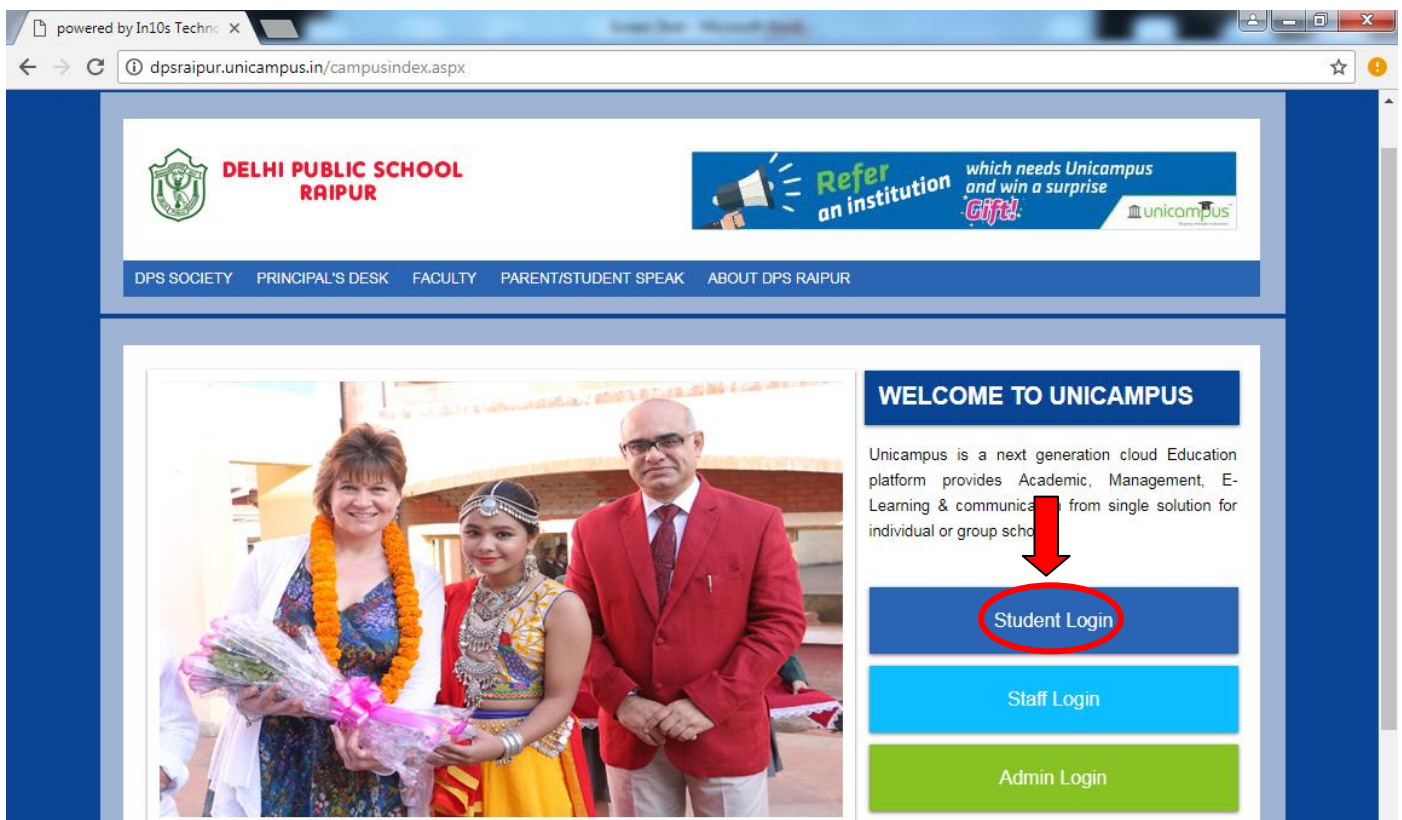 powered by In10s Techno
dpsraipur.unicampus.in/campusindex.aspx
DELHI PUBLIC SCHOOL
RAIPUR
Refer
an institution
which needs Unicampus
and win a surprise
Gift!
unicampus
DPS SOCIETY PRINCIPAL'S DESK FACULTY PARENT/STUDENT SPEAK ABOUT DPS RAIPUR
WELCOME TO UNICAMPUS
Unicampus is a next generation cloud Education
platform provides Academic, Management, E-
Learning & from single solution for
individual or group
Student Login
Staff Login
Admin Login